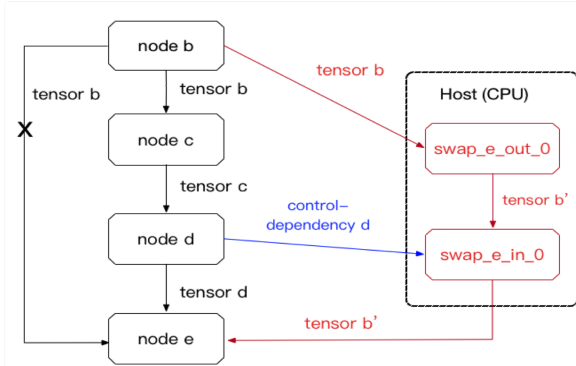 node b
tensor b
tensor b
tensor b
Host (CPU)
X
node c
swap_e_out_0
tensor c
tensor b'
control-
dependency d
node d
swap_e_in_0
tensor d
tensor b'
node e